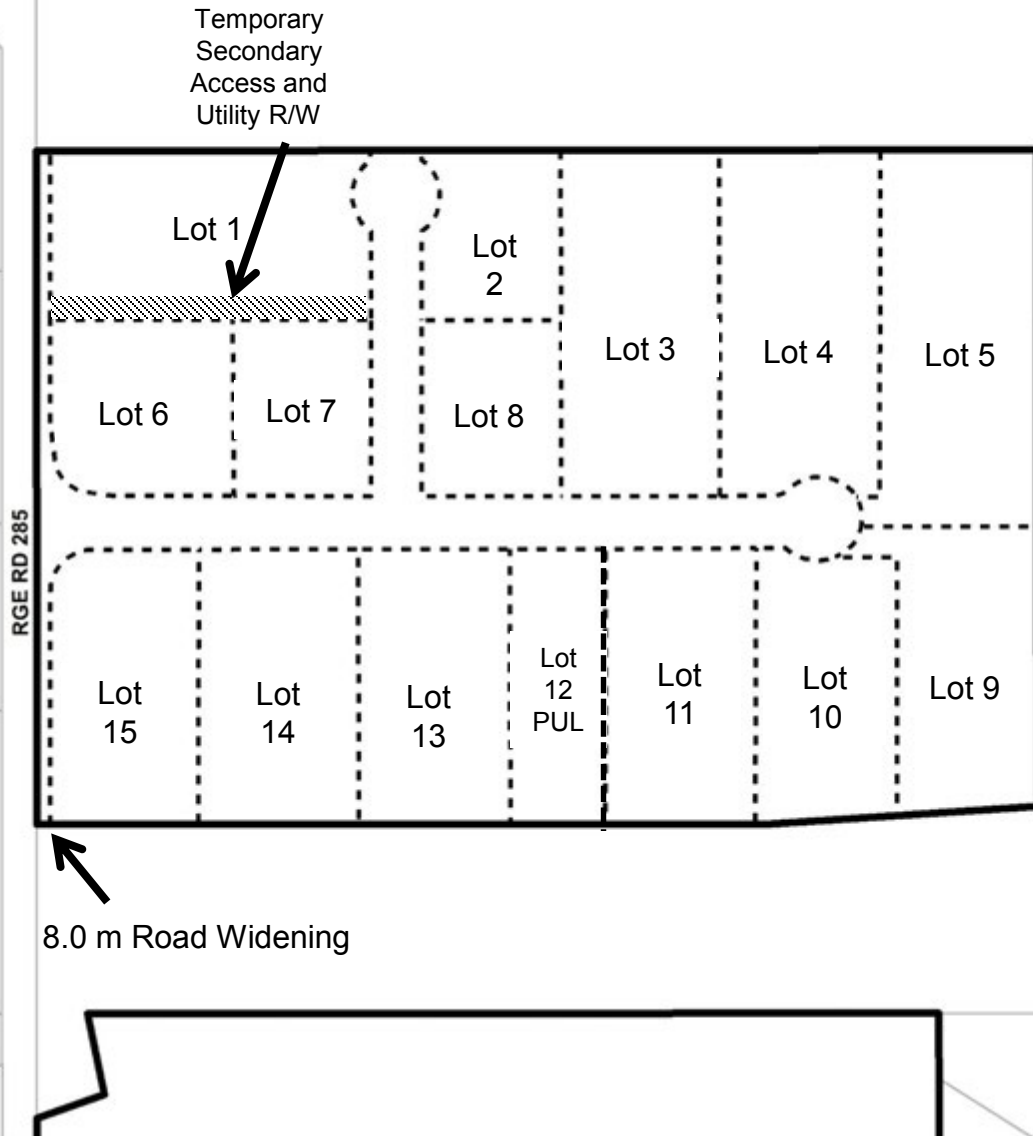 Temporary
Secondary
Access and
Utility R/W
Lot 1
Lot
2
Lot 3
Lot 4
Lot 5
Lot 6
Lot 7
Lot 8
RGE RD 285
Lot
15
Lot
14
Lot
13
Lot
12
PUL
Lot
11
Lot
10
Lot 9
8.0 m Road Widening